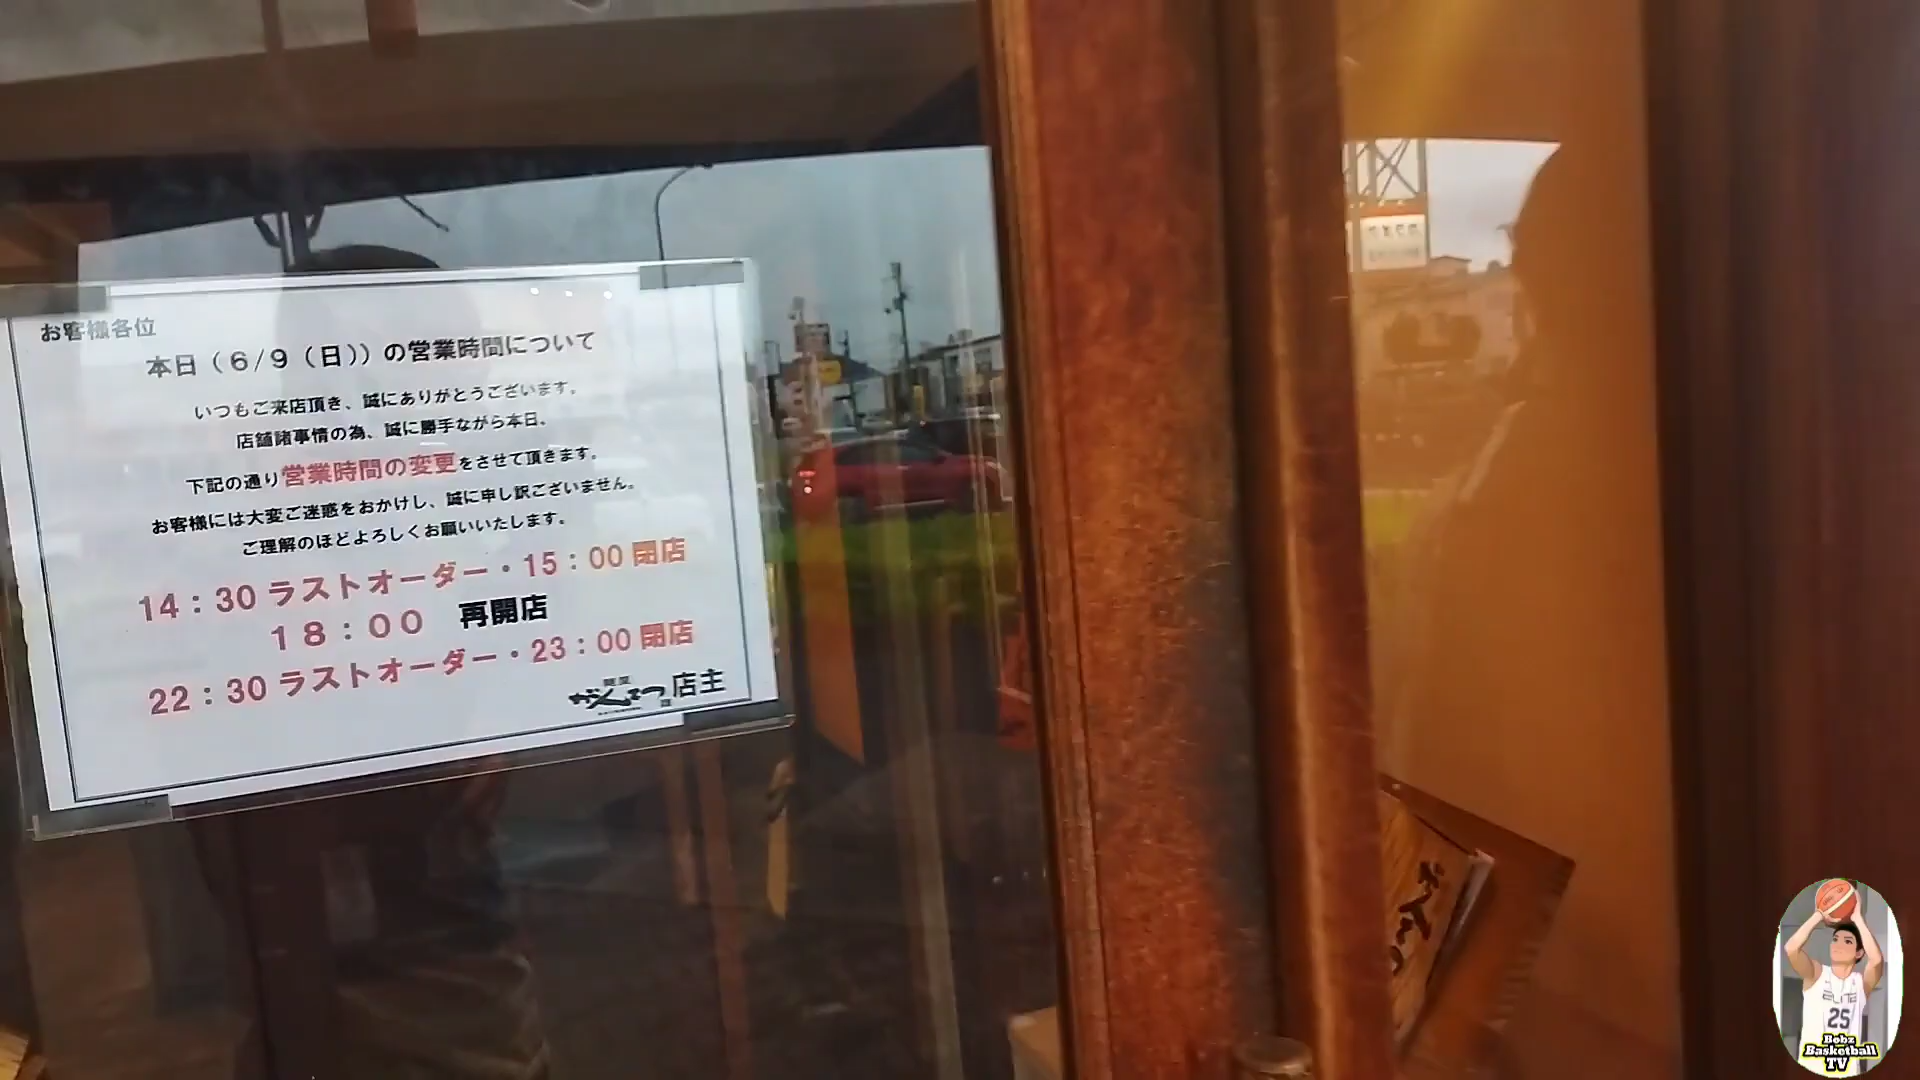 お客様各位
本日（６/９（日））の営業時間について
いつもご来店頂き、誠にありがとうございます。
店舗諸事情の為、誠に勝手ながら本日、
下記の通り営業時間の変更をさせて頂きます。
お客様には大変ご迷惑をおかけし、誠に申し訳ございません。
ご理解のほどよろしくお願いいたします。
14：30 ラストオーダー・15：00 閉店
１８：００ 再開店
22：30 ラストオーダー・23：00 閉店
がんてつ 店主
ELITE
25
Bobz
Basketball
TV